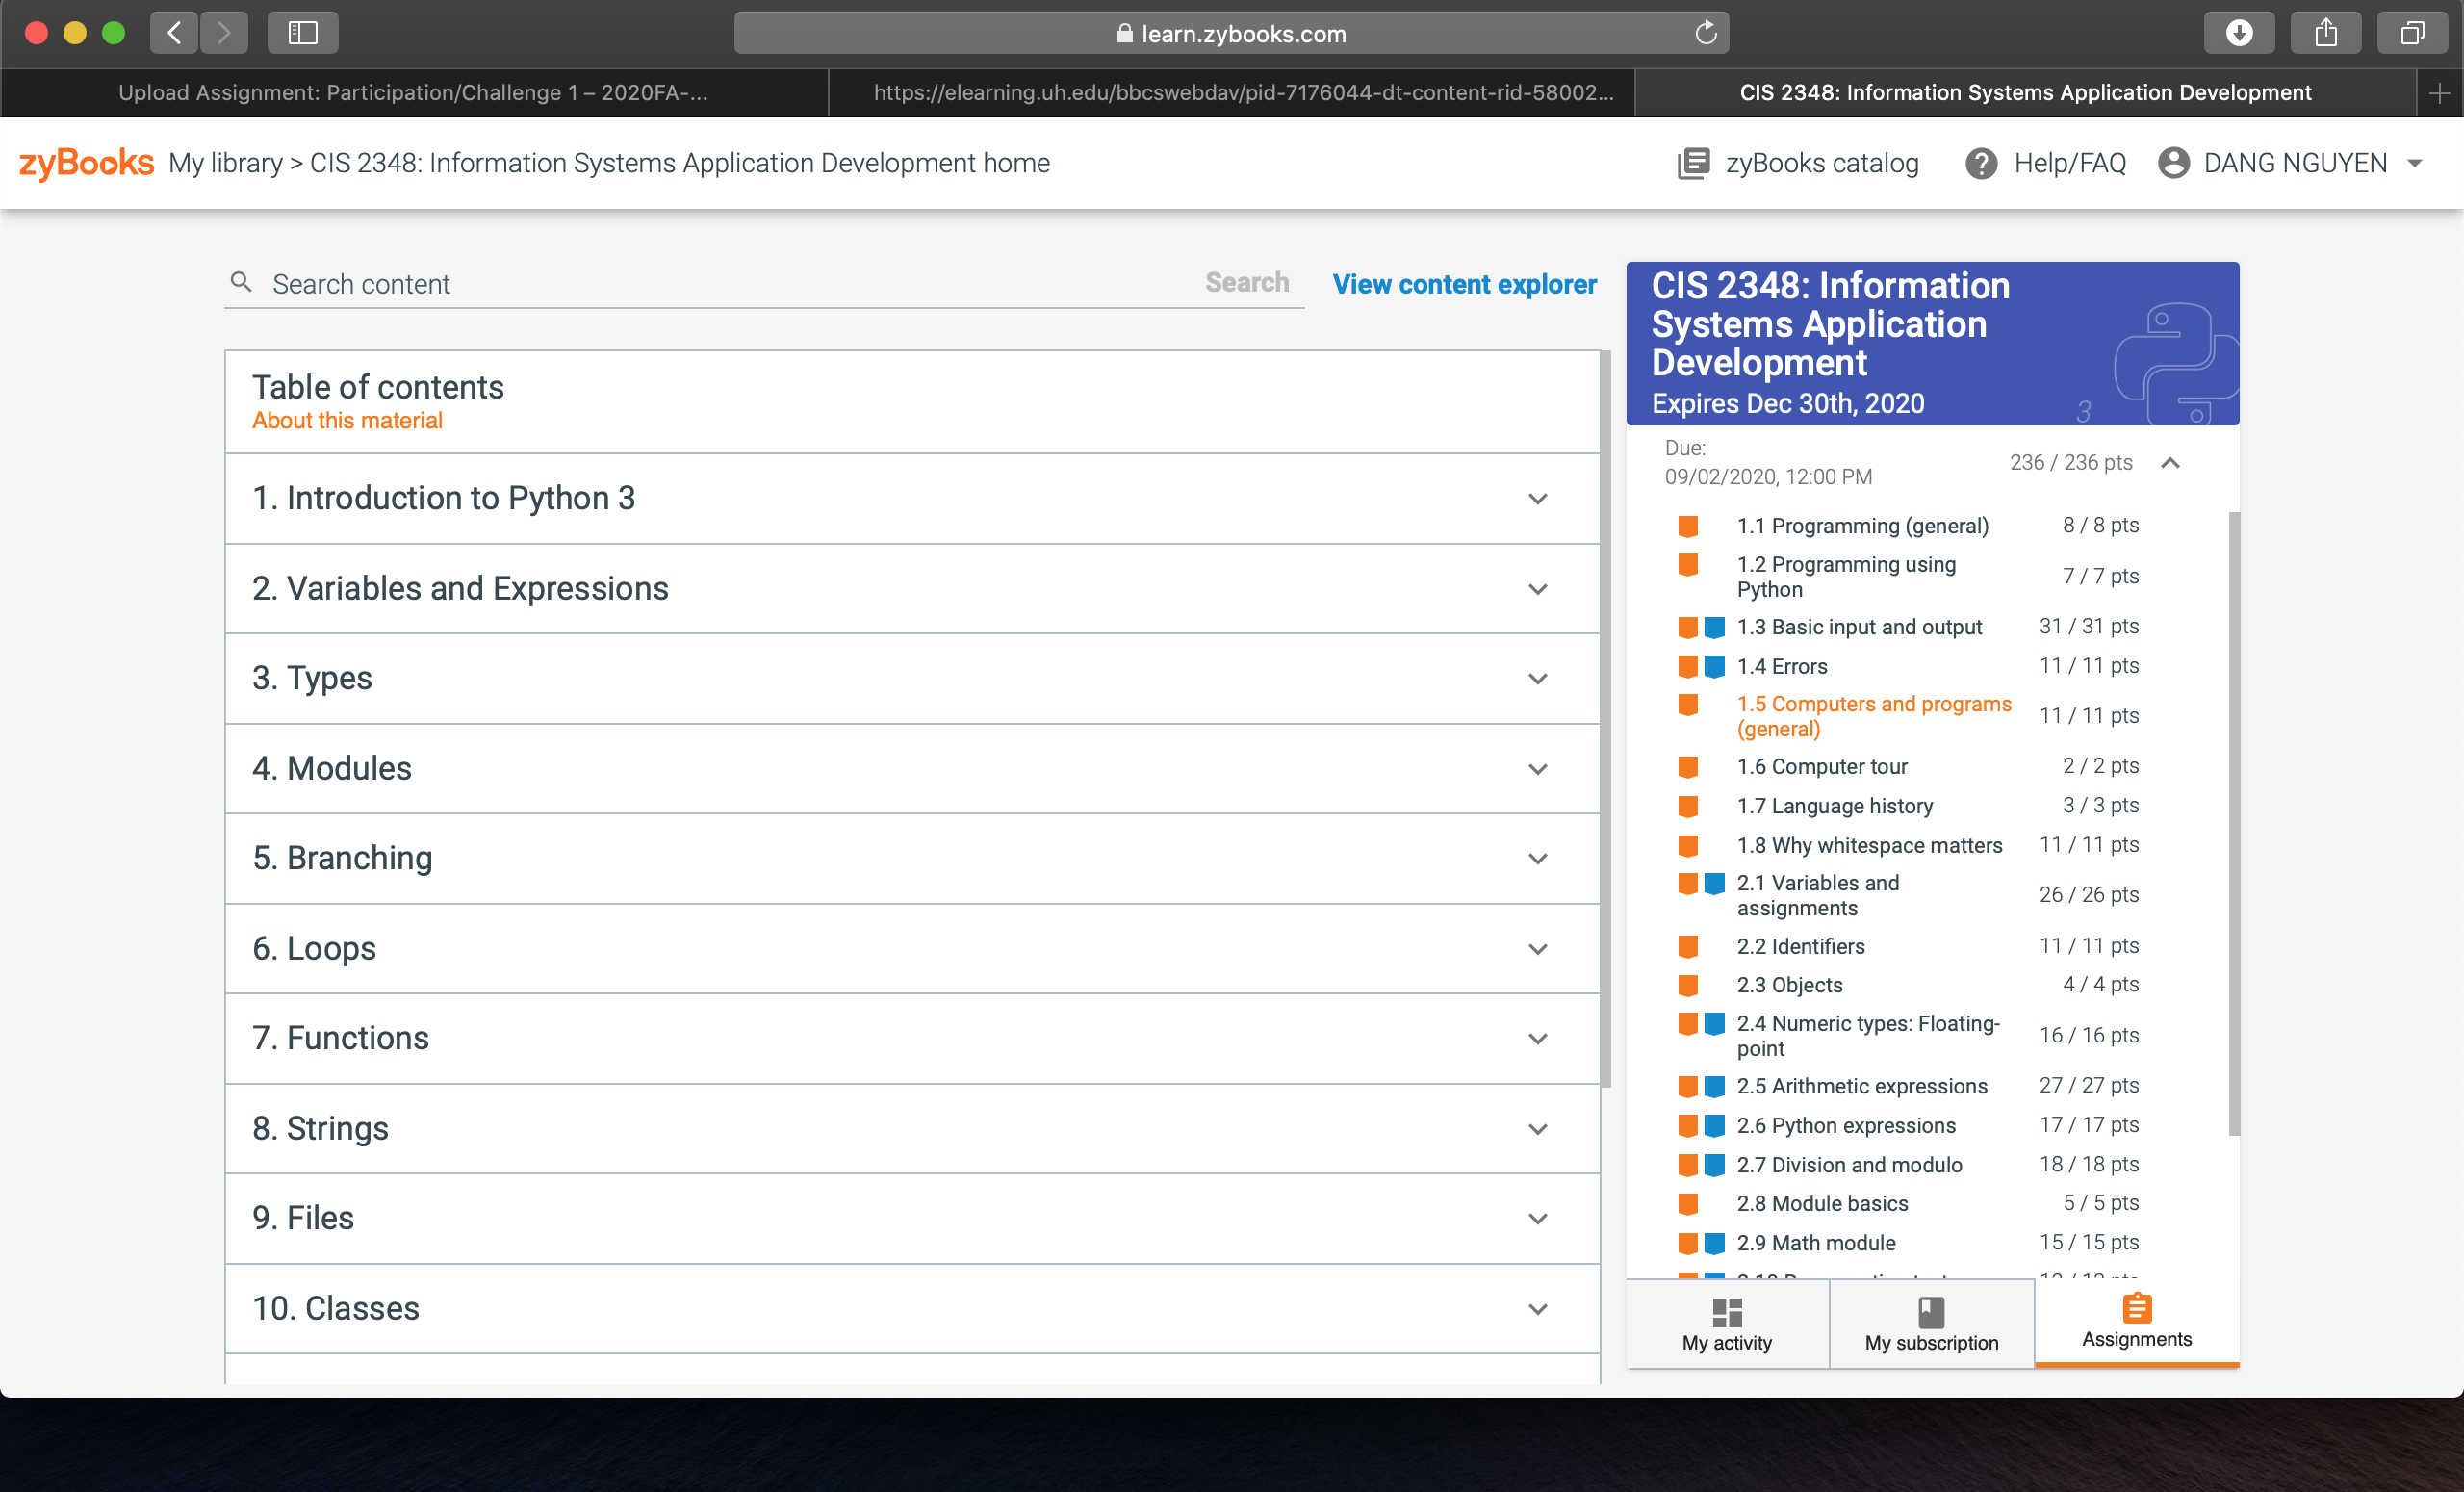 learn.zybooks.com
Upload Assignment: Participation/Challenge 1 – 2020FA-...
https://elearning.uh.edu/bbcswebdav/pid-7176044-dt-content-rid-58002...
CIS 2348: Information Systems Application Development
zyBooks My library > CIS 2348: Information Systems Application Development home
zyBooks catalog
Help/FAQ
DANG NGUYEN
Search content
Search
View content explorer
Table of contents
About this material
1. Introduction to Python 3
2. Variables and Expressions
3. Types
4. Modules
5. Branching
6. Loops
7. Functions
8. Strings
9. Files
10. Classes
CIS 2348: Information
Systems Application
Development
Expires Dec 30th, 2020
3
Due:
09/02/2020, 12:00 PM
236 / 236 pts
1.1 Programming (general) 8 / 8 pts
1.2 Programming using
Python
7 / 7 pts
1.3 Basic input and output 31 / 31 pts
1.4 Errors 11 / 11 pts
1.5 Computers and programs
(general)
11 / 11 pts
1.6 Computer tour 2 / 2 pts
1.7 Language history 3 / 3 pts
1.8 Why whitespace matters 11 / 11 pts
2.1 Variables and
assignments
26 / 26 pts
2.2 Identifiers 11 / 11 pts
2.3 Objects 4 / 4 pts
2.4 Numeric types: Floating-
point
16 / 16 pts
2.5 Arithmetic expressions 27 / 27 pts
2.6 Python expressions 17 / 17 pts
2.7 Division and modulo 18 / 18 pts
2.8 Module basics 5 / 5 pts
2.9 Math module 15 / 15 pts
My activity
My subscription
Assignments